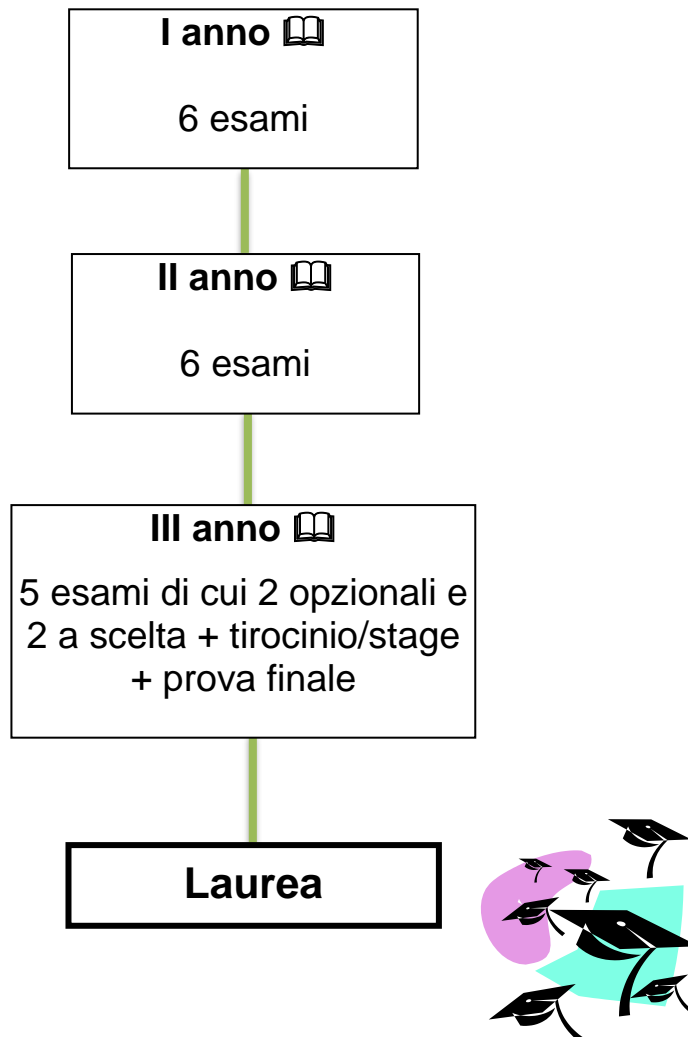 I anno 🕮
6 esami
II anno 🕮
6 esami
III anno 🕮
5 esami di cui 2 opzionali e
2 a scelta + tirocinio/stage
+ prova finale
Laurea